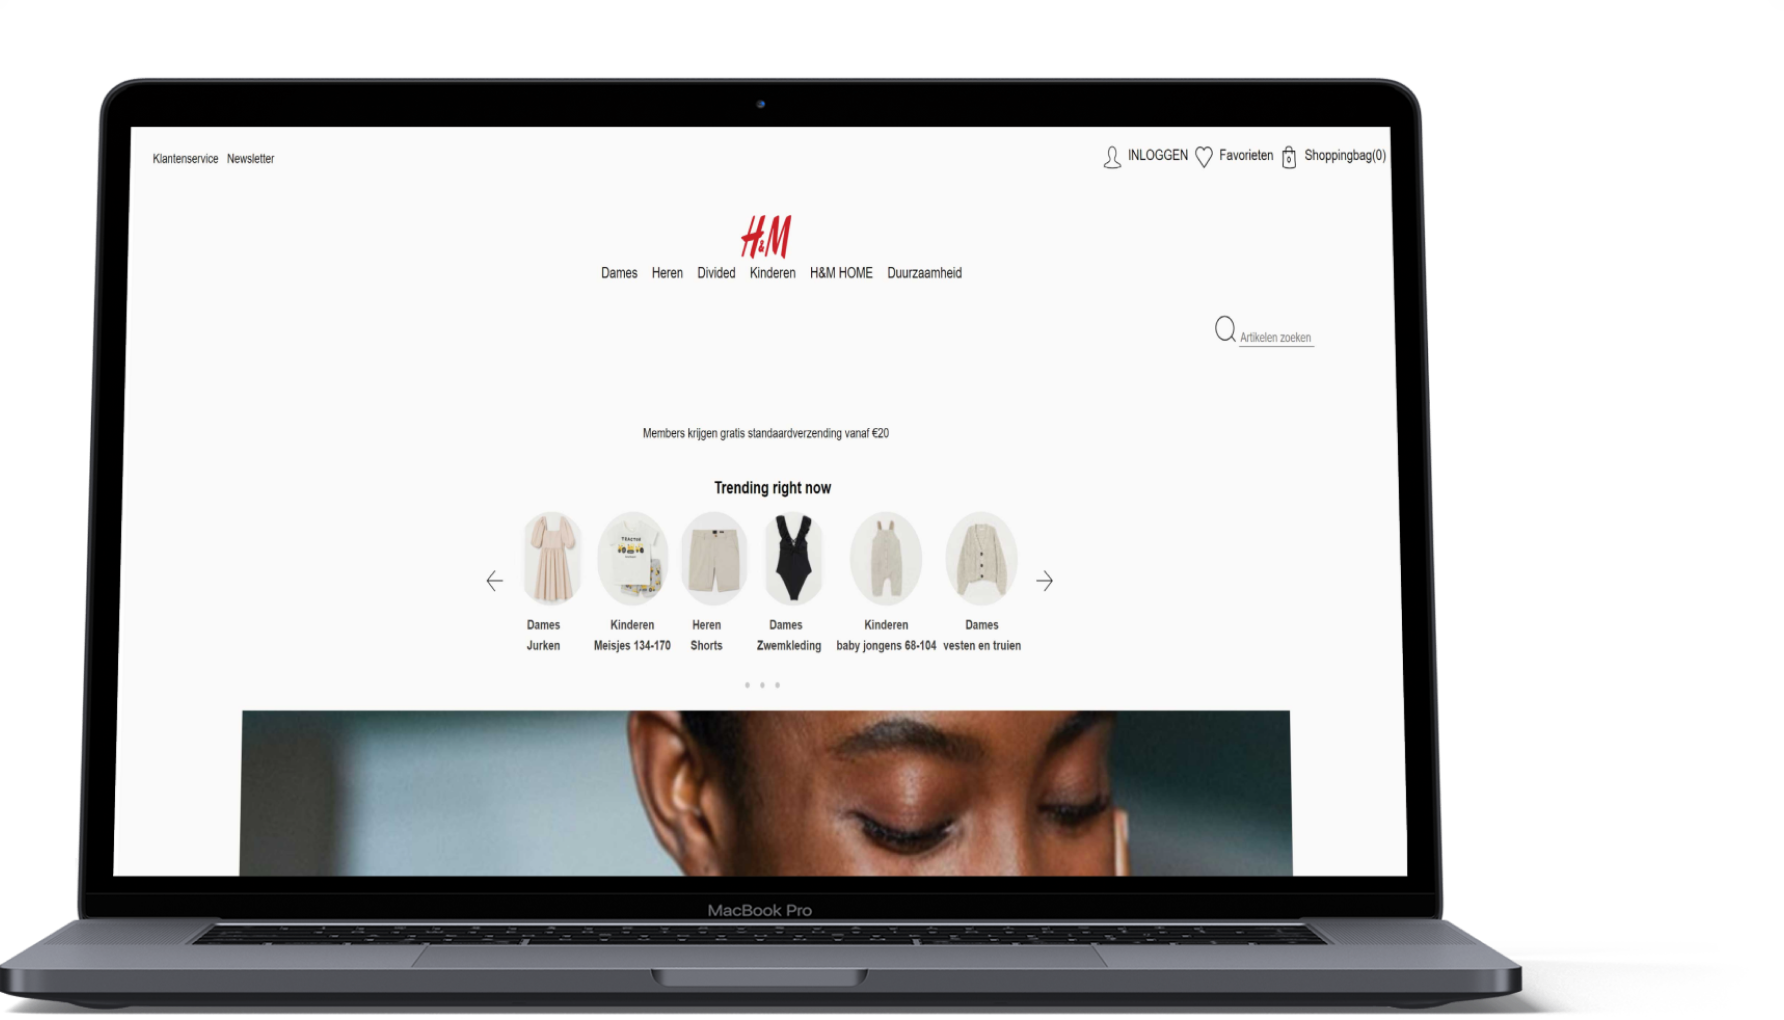 Klantenservice Newsletter
INLOGGEN Favorieten 0 Shoppingbag(0)
H&M
Dames Heren Divided Kinderen H&M HOME Duurzaamheid
Artikelen zoeken
Members krijgen gratis standaardverzending vanaf €20
Trending right now
Dames Kinderen Heren Dames Kinderen Dames
Jurken Meisjes 134-170 Shorts Zwemkleding baby jongens 68-104 vesten en truien
MacBook Pro